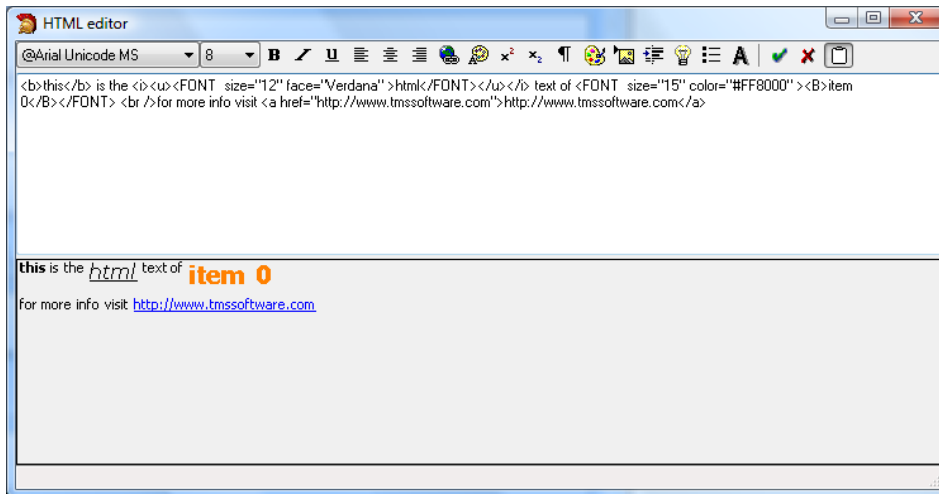 HTML editor
@Arial Unicode MS 8 B I U x² x₂ ¶ A
<b>this</b> is the <i><u><FONT  size="12" face="Verdana" >html</FONT></u></i> text of <FONT  size="15" color="#FF8000" ><B>item
0</B></FONT> <br />for more info visit <a href="http://www.tmssoftware.com">http://www.tmssoftware.com</a>
this is the html text of item 0
for more info visit http://www.tmssoftware.com